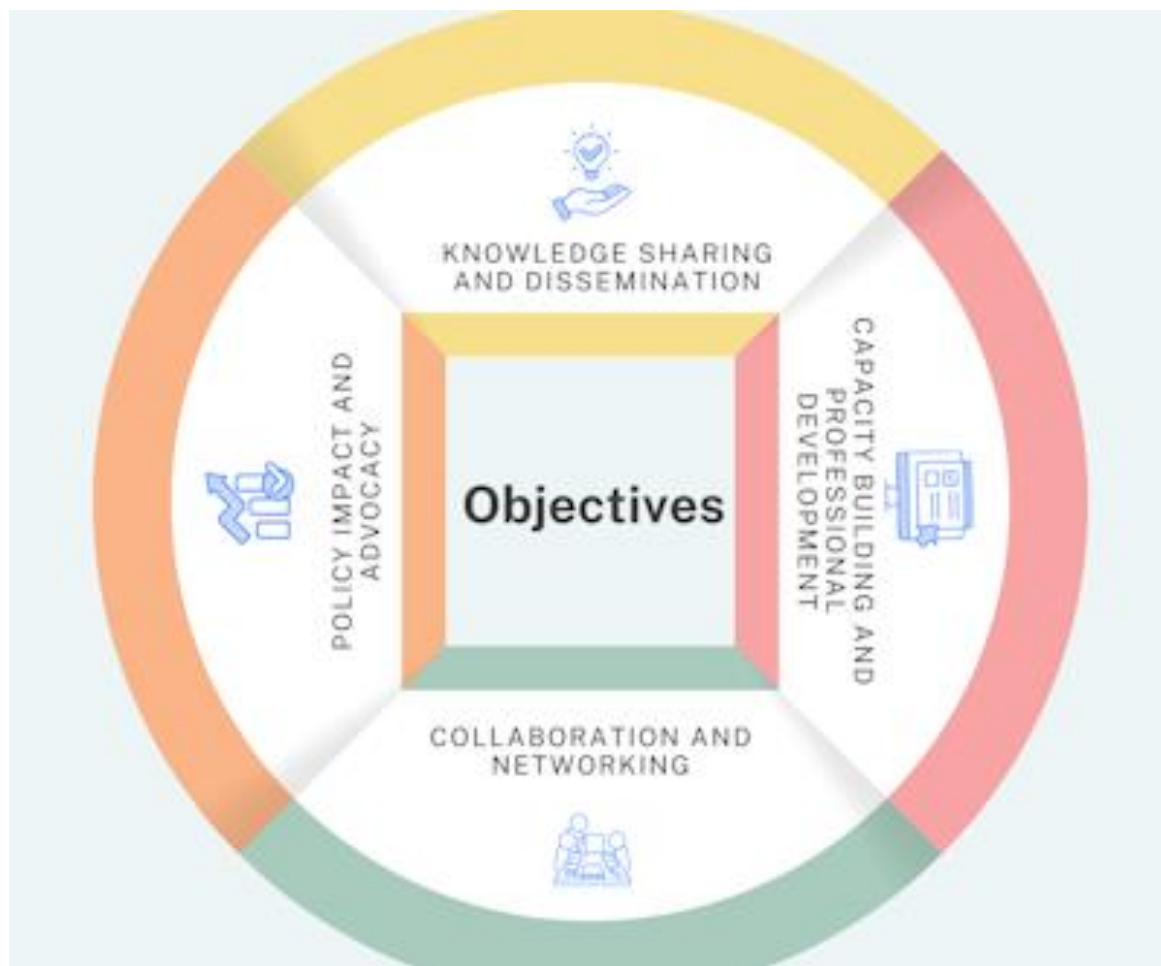 KNOWLEDGE SHARING
AND DISSEMINATION
CAPACITY BUILDING AND
PROFESSIONAL
DEVELOPMENT
COLLABORATION AND
NETWORKING
POLICY IMPACT AND
ADVOCACY
Objectives